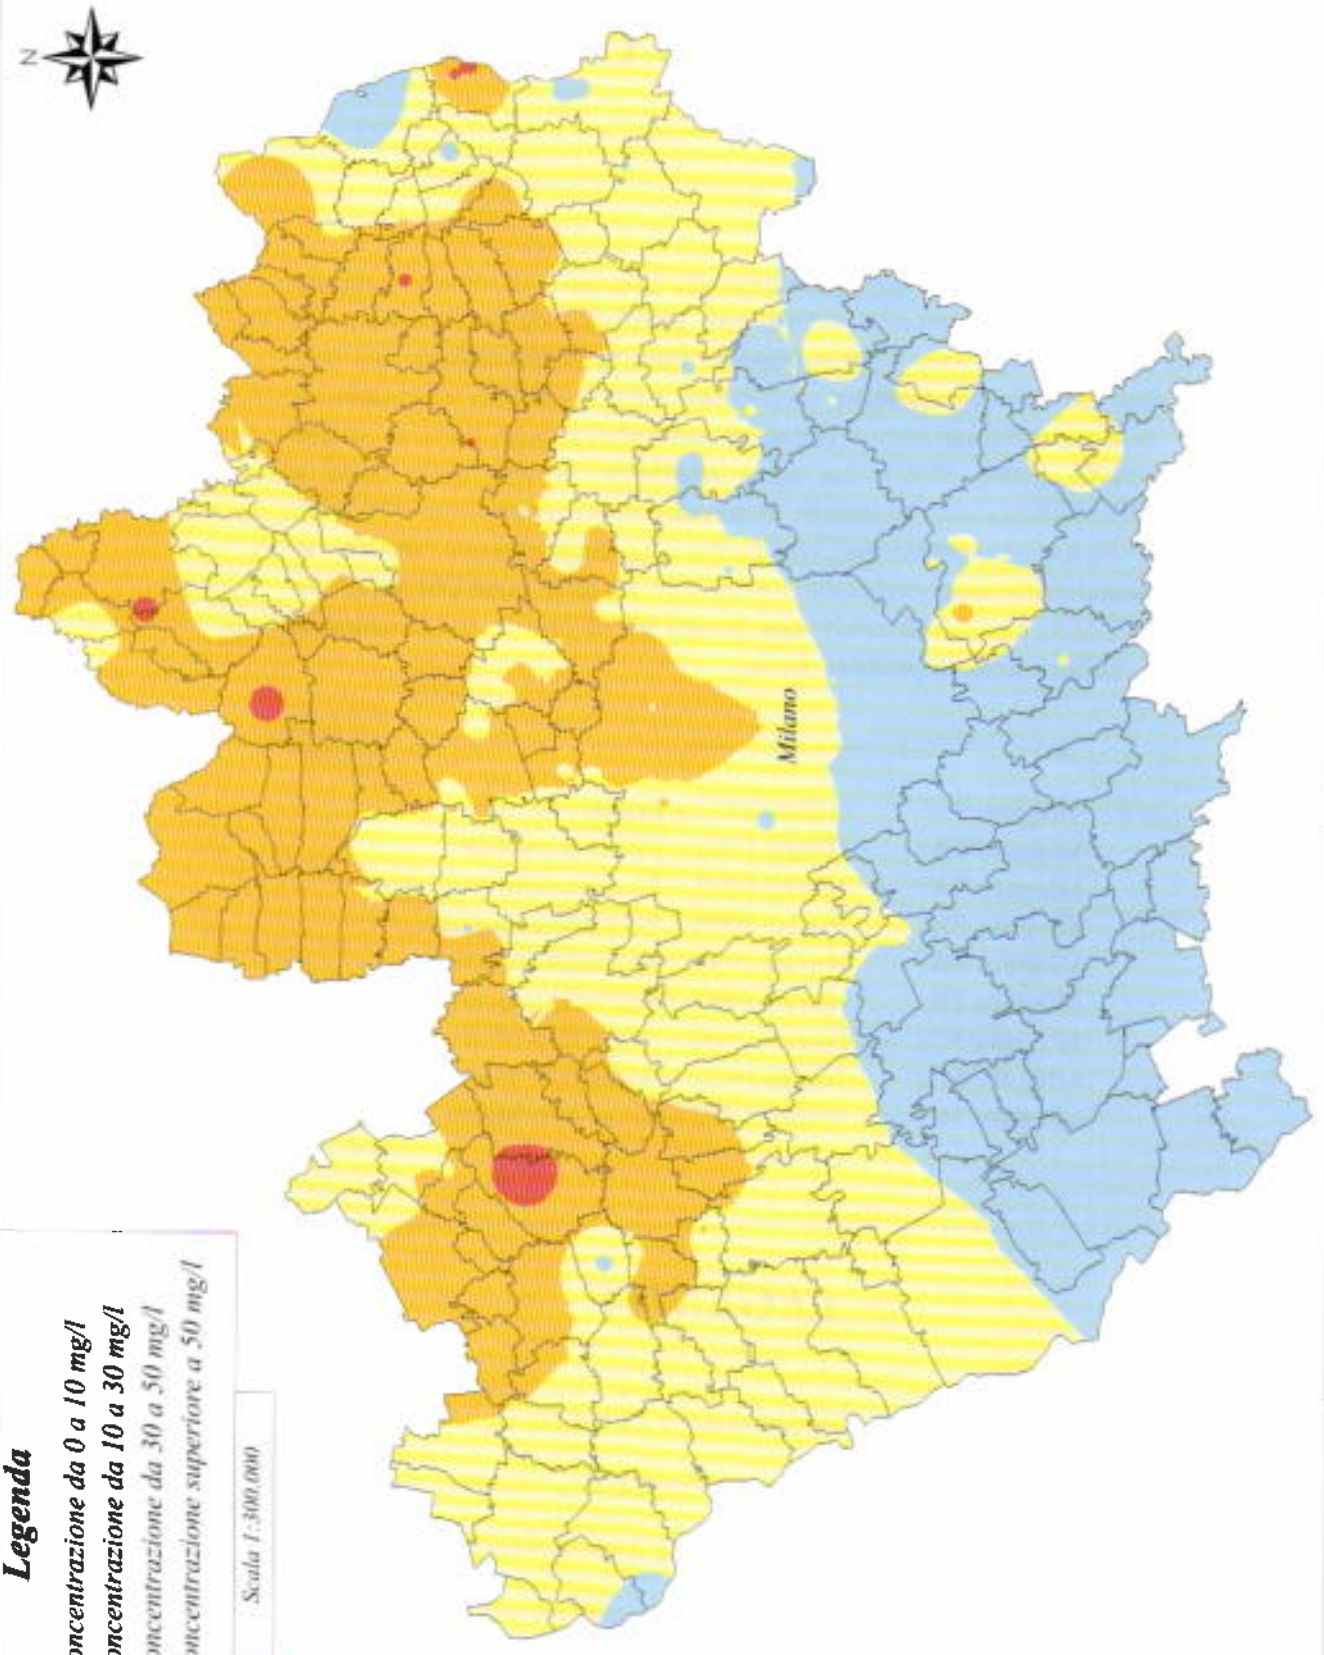 N
Milano
Legenda
oncentrazione da 0 a 10 mg/l
oncentrazione da 10 a 30 mg/l
oncentrazione da 30 a 50 mg/l
oncentrazione superiore a 50 mg/l
Scala 1:300.000